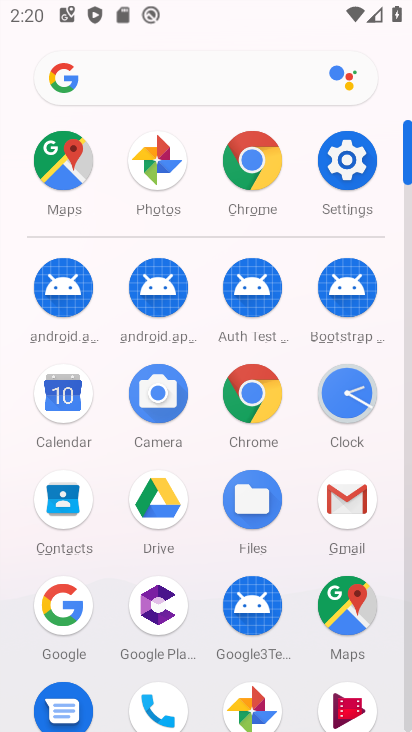 2:20
Maps Photos Chrome Settings
android.a... android.ap... Auth Test ... Bootstrap ...
10
Calendar Camera Chrome Clock
Contacts Drive Files Gmail
Google Google Pla... Google3Te... Maps